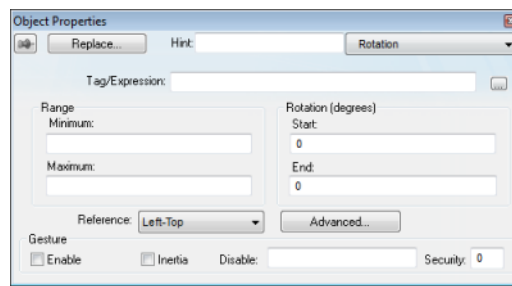 Object Properties
Replace... Hint: Rotation
Tag/Expression: ...
Range Rotation (degrees)
Minimum: Start:
0
Maximum: End:
0
Reference: Left-Top Advanced...
Gesture
Enable Inertia Disable: Security: 0